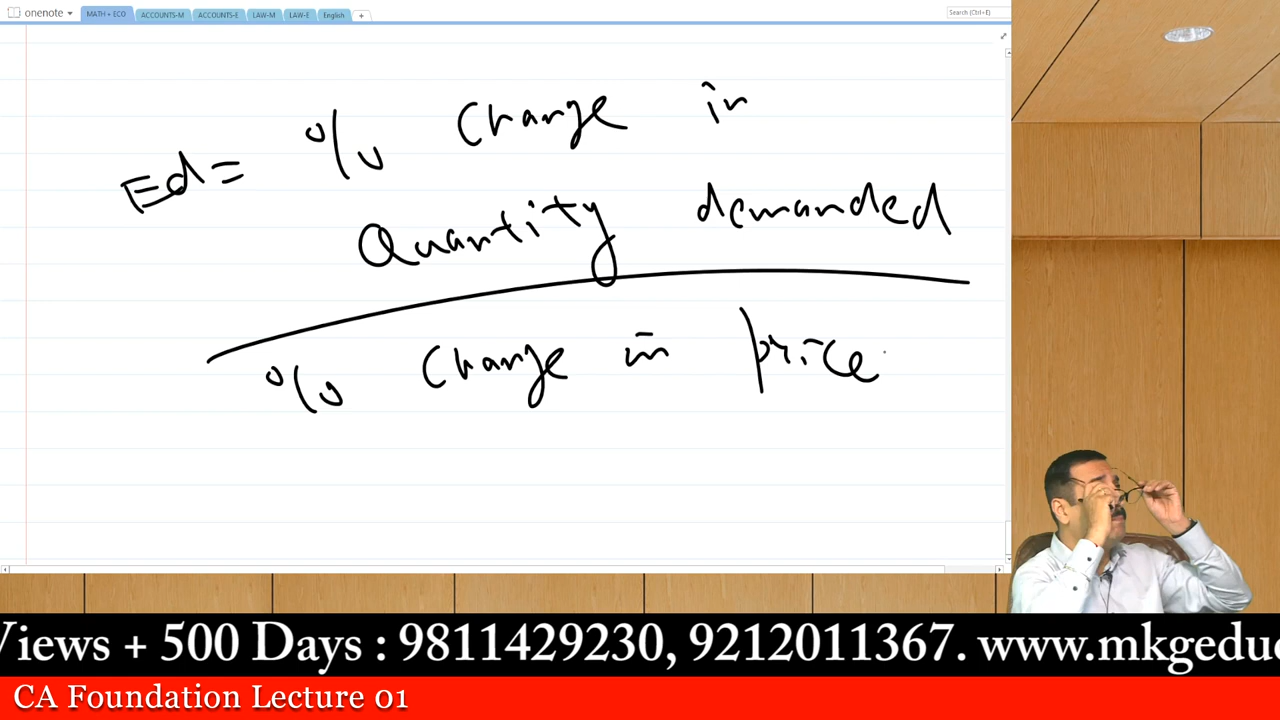 onenote
MATH + ECO
ACCOUNTS-M
ACCOUNTS-E
LAW-M
LAW-E
English
+
Search (Ctrl+E)
% Change in
Ed =
Quantity demanded
% Change in price
Views + 500 Days : 9811429230, 9212011367. www.mkgedu
CA Foundation Lecture 01